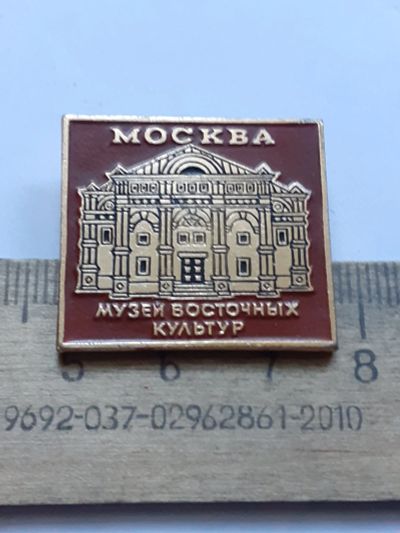 МОСКВА
МУЗЕЙ ВОСТОЧНЫХ
КУЛЬТУР
5 6 7 8
9692-037-02962861-2010